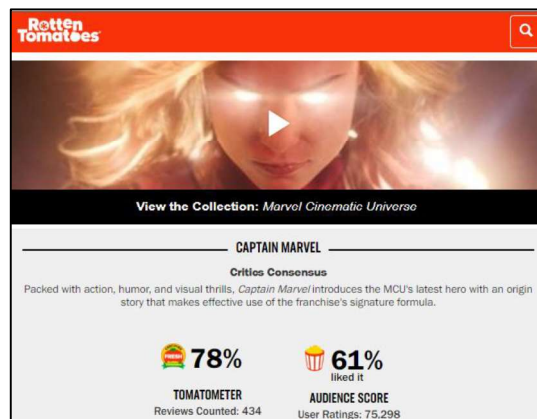 Rotten
Tomatoes
View the Collection: Marvel Cinematic Universe
CAPTAIN MARVEL
Critics Consensus
Packed with action, humor, and visual thrills, Captain Marvel introduces the MCU's latest hero with an origin
story that makes effective use of the franchise's signature formula.
FRESH 78% 61%
liked it
TOMATOMETER AUDIENCE SCORE
Reviews Counted: 434 User Ratings: 75,298